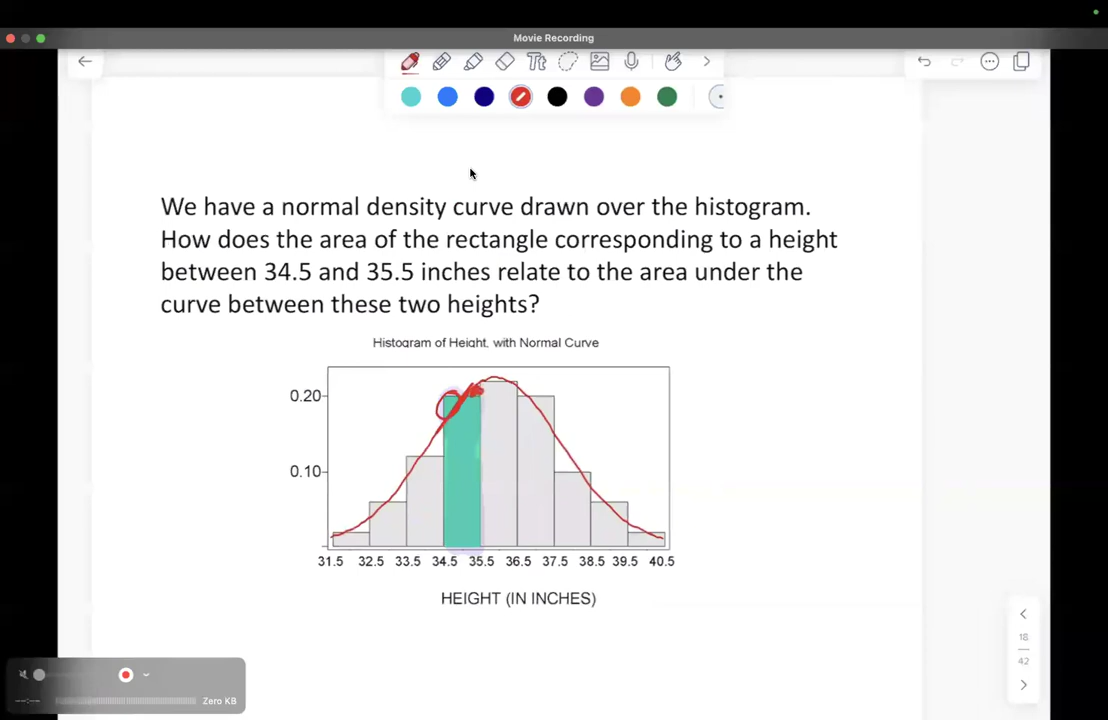 Movie Recording
Tt
We have a normal density curve drawn over the histogram.
How does the area of the rectangle corresponding to a height
between 34.5 and 35.5 inches relate to the area under the
curve between these two heights?
Histogram of Height, with Normal Curve
0.20
0.10
31.5 32.5 33.5 34.5 35.5 36.5 37.5 38.5 39.5 40.5
HEIGHT (IN INCHES)
18
42
--:-- Zero KB